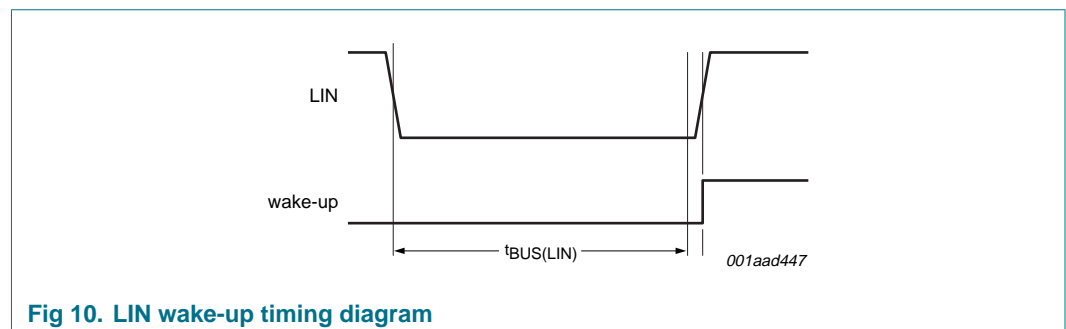 LIN
wake-up
tBUS(LIN)
001aad447
Fig 10. LIN wake-up timing diagram